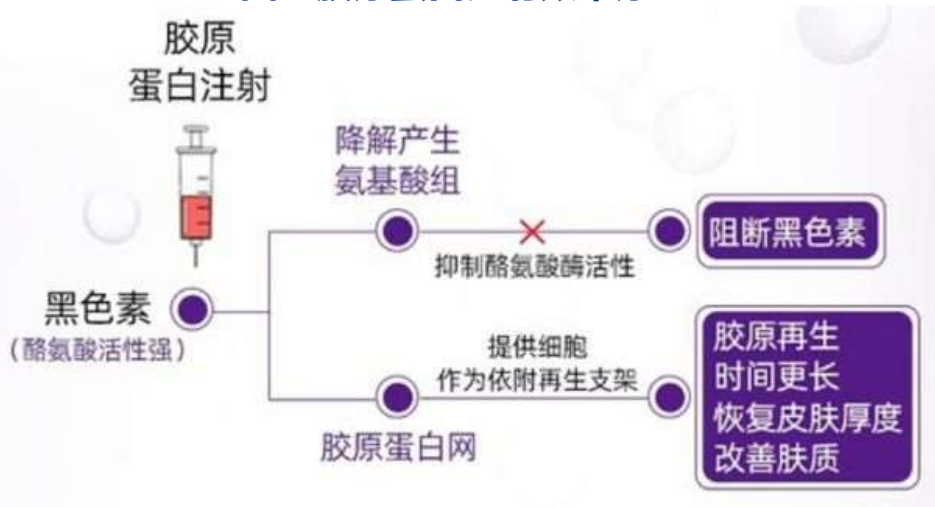 胶原
蛋白注射
降解产生
氨基酸组
阻断黑色素
抑制酪氨酸酶活性
黑色素
(酪氨酸活性强)
提供细胞
作为依附再生支架
胶原再生
时间更长
恢复皮肤厚度
改善肤质
胶原蛋白网